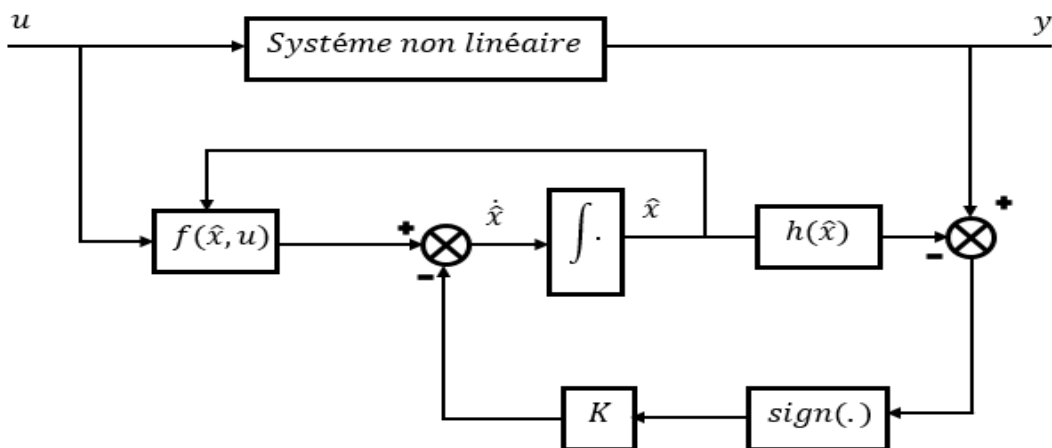 u
y
Systéme non linéaire
f(x̂, u)
+
-
ẋ̂
∫ .
x̂
h(x̂)
+
-
K
sign(.)